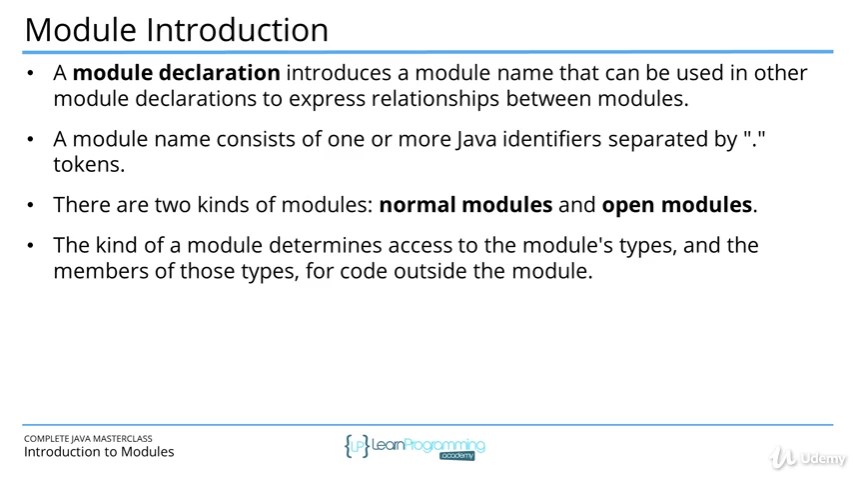 Module Introduction
• A module declaration introduces a module name that can be used in other
module declarations to express relationships between modules.
• A module name consists of one or more Java identifiers separated by "."
tokens.
• There are two kinds of modules: normal modules and open modules.
• The kind of a module determines access to the module's types, and the
members of those types, for code outside the module.
COMPLETE JAVA MASTERCLASS
Introduction to Modules
{LP} LearnProgramming
academy
Udemy